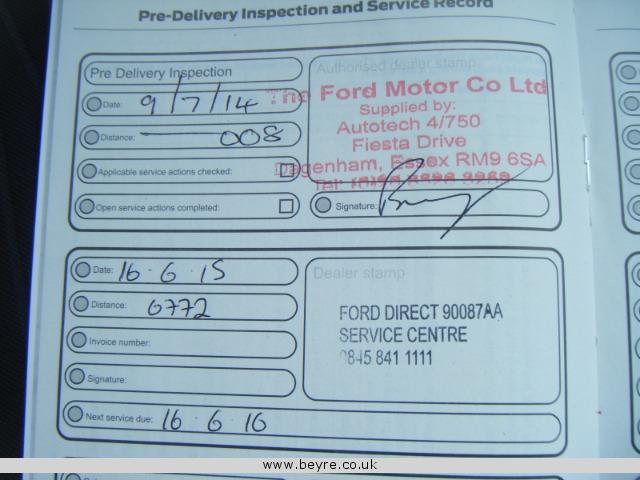 Pre-Delivery Inspection and Service Record
Pre Delivery Inspection
Date: 9/7/14
Distance: 008
Applicable service actions checked:
Open service actions completed:
Authorised dealer stamp
The Ford Motor Co Ltd
Supplied by:
Autotech 4/750
Fiesta Drive
Dagenham, Essex RM9 6SA
Tel:
Signature:
Date: 16·6·15
Distance: 6772
Invoice number:
Signature:
Next service due: 16·6·16
Dealer stamp
FORD DIRECT 90087AA
SERVICE CENTRE
0845 841 1111
www.beyre.co.uk